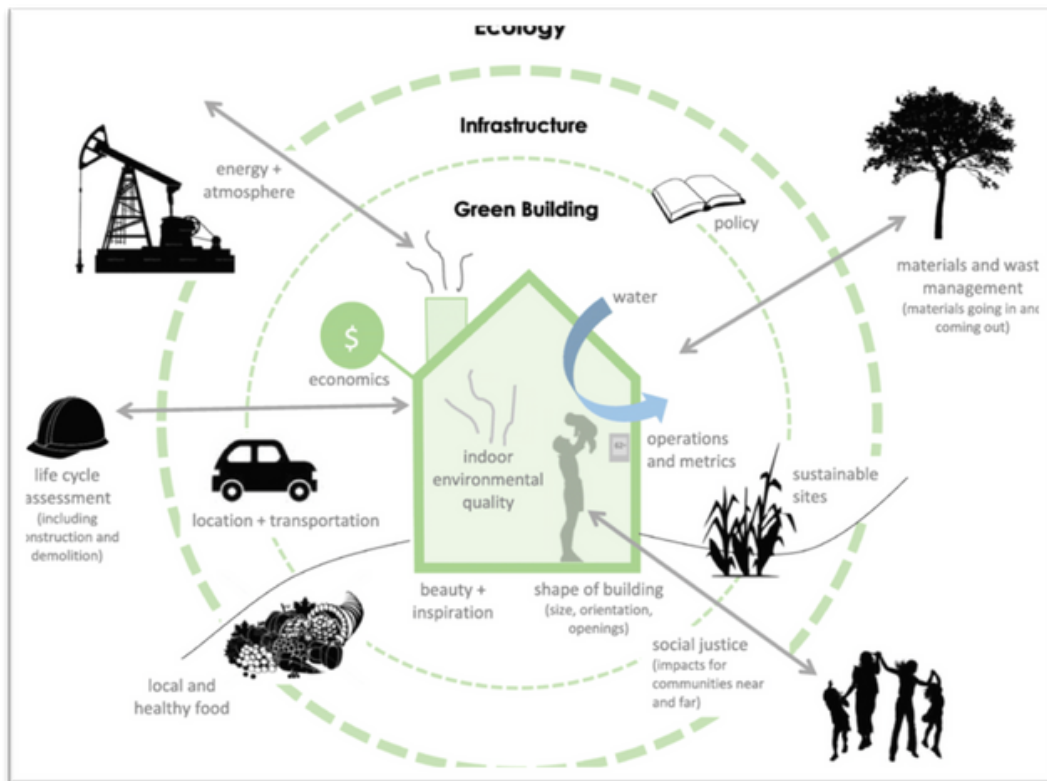 Ecology
Infrastructure
Green Building
energy +
atmosphere
policy
materials and wast
management
(materials going in and
coming out)
water
$
economics
indoor
environmental
quality
operations
and metrics
sustainable
sites
life cycle
assessment
(including
onstruction and
demolition)
location + transportation
beauty +
inspiration
shape of building
(size, orientation,
openings)
social justice
(impacts for
communities near
and far)
local and
healthy food